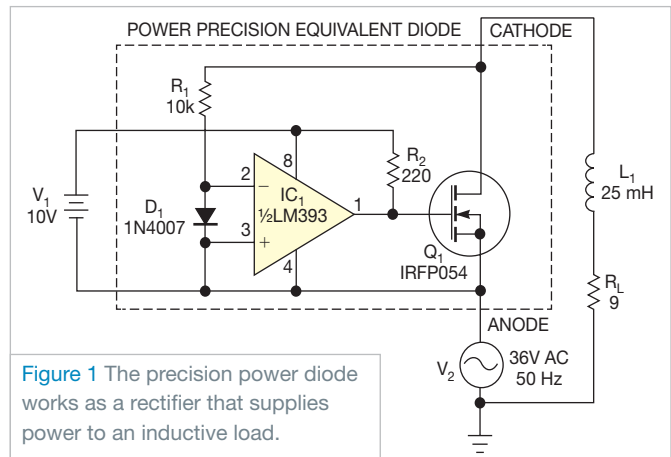 POWER PRECISION EQUIVALENT DIODE
CATHODE
R1
10k
V1
10V
D1
1N4007
2
−
3
+
8
IC1
½LM393
4
1
R2
220
Q1
IRFP054
L1
25 mH
RL
9
ANODE
V2
36V AC
50 Hz
Figure 1 The precision power diode
works as a rectifier that supplies
power to an inductive load.